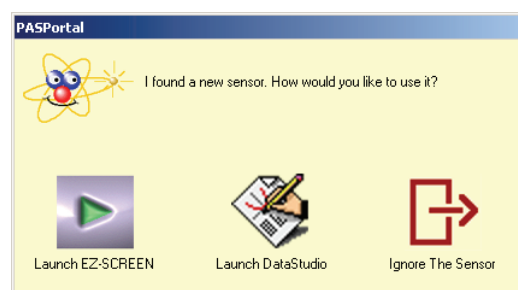 PASPortal
I found a new sensor. How would you like to use it?
Launch EZ-SCREEN
Launch DataStudio
Ignore The Sensor